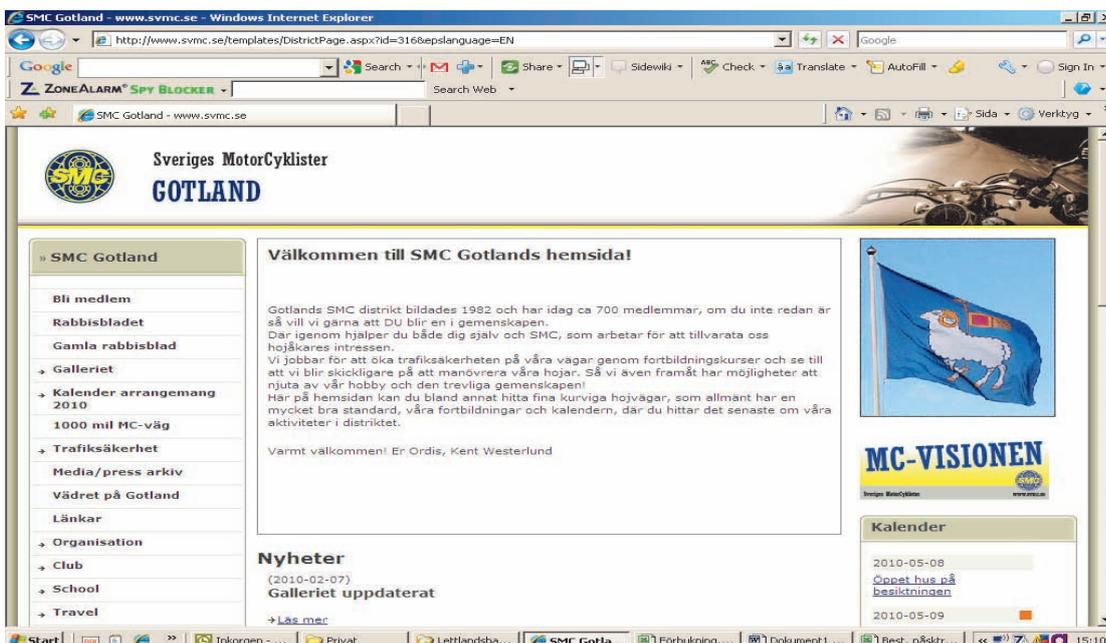 SMC Gotland - www.svmc.se - Windows Internet Explorer
http://www.svmc.se/templates/DistrictPage.aspx?id=316&epslanguage=EN
Google
Google
Search
Share
Sidewiki
Check
Translate
AutoFill
Sign In
ZONEALARM® SPY BLOCKER
Search Web
SMC Gotland - www.svmc.se
Sida
Verktyg
SMC
Sveriges MotorCyklister
GOTLAND
» SMC Gotland
Bli medlem
Rabbisbladet
Gamla rabbisblad
Galleriet
Kalender arrangemang
2010
1000 mil MC-väg
Trafiksäkerhet
Media/press arkiv
Vädret på Gotland
Länkar
Organisation
Club
School
Travel
Välkommen till SMC Gotlands hemsida!
Gotlands SMC distrikt bildades 1982 och har idag ca 700 medlemmar, om du inte redan är
så vill vi gärna att DU blir en i gemenskapen.
Där igenom hjälper du både dig själv och SMC, som arbetar för att tillvarata oss
hojåkares intressen.
Vi jobbar för att öka trafiksäkerheten på våra vägar genom fortbildningskurser och se till
att vi blir skickligare på att manövrera våra hojar. Så vi även framåt har möjligheter att
njuta av vår hobby och den trevliga gemenskapen!
Här på hemsidan kan du bland annat hitta fina kurviga hojvägar, som allmänt har en
mycket bra standard, våra fortbildningar och kalendern, där du hittar det senaste om våra
aktiviteter i distriktet.
Varmt välkommen! Er Ordis, Kent Westerlund
Nyheter
(2010-02-07)
Galleriet uppdaterat
Läs mer
MC-VISIONEN
SMC
Sveriges MotorCyklister
www.svmc.se
Kalender
2010-05-08
Öppet hus på
besiktningen
2010-05-09
Start
Inkorgen - ...
Privat
Lettlandsba...
SMC Gotla...
Förbukning....
Dokument1 ...
Best. påsktr...
15:10